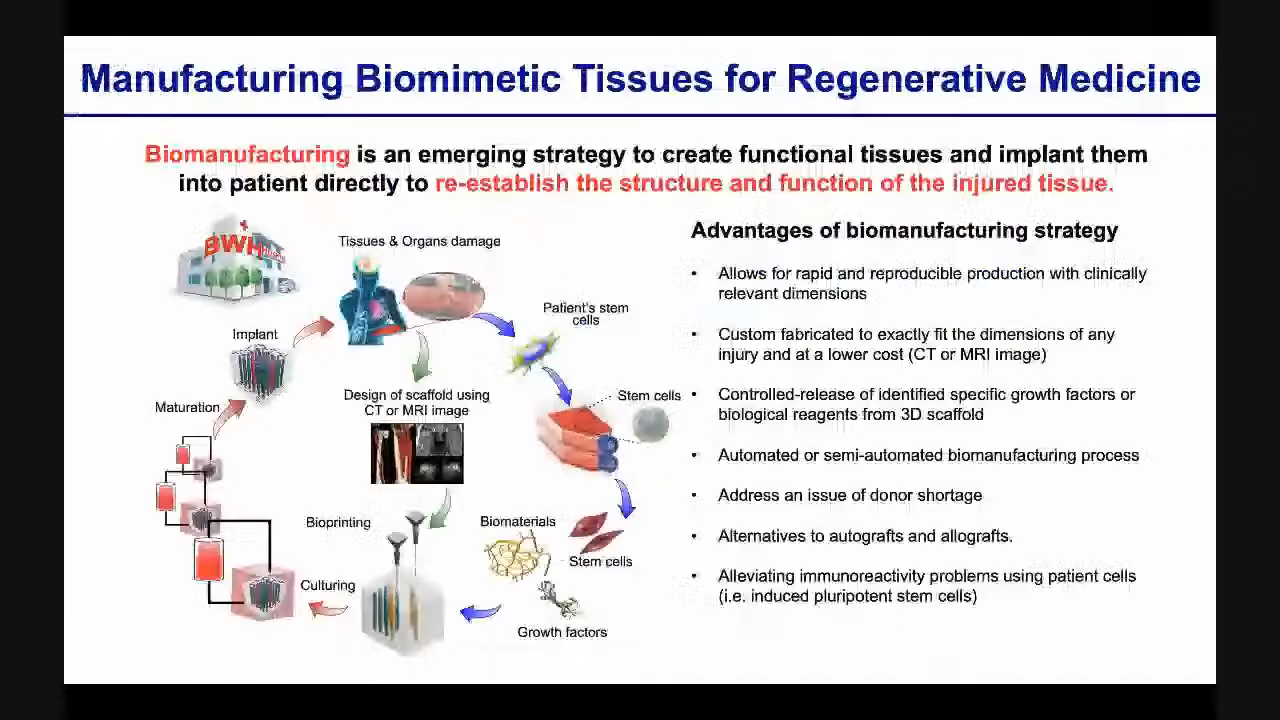 Manufacturing Biomimetic Tissues for Regenerative Medicine
Biomanufacturing is an emerging strategy to create functional tissues and implant them
into patient directly to re-establish the structure and function of the injured tissue.
BWH
Tissues & Organs damage
Patient's stem
cells
Implant
Stem cells
Design of scaffold using
CT or MRI image
Maturation
Bioprinting
Biomaterials
Stem cells
Culturing
Growth factors
Advantages of biomanufacturing strategy
• Allows for rapid and reproducible production with clinically
relevant dimensions
• Custom fabricated to exactly fit the dimensions of any
injury and at a lower cost (CT or MRI image)
• Controlled-release of identified specific growth factors or
biological reagents from 3D scaffold
• Automated or semi-automated biomanufacturing process
• Address an issue of donor shortage
• Alternatives to autografts and allografts.
• Alleviating immunoreactivity problems using patient cells
(i.e. induced pluripotent stem cells)